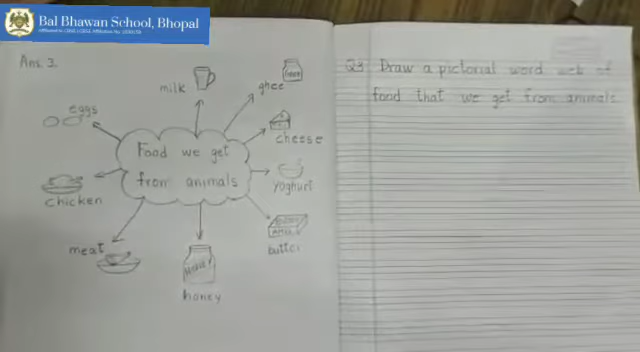 Bal Bhawan School, Bhopal
Ans. 3.
milk
ghee
eggs
cheese
Food we get
from animals
yoghurt
chicken
butter
meat
Honey
honey
Q3 Draw a pictorial word web of
food that we get from animals.